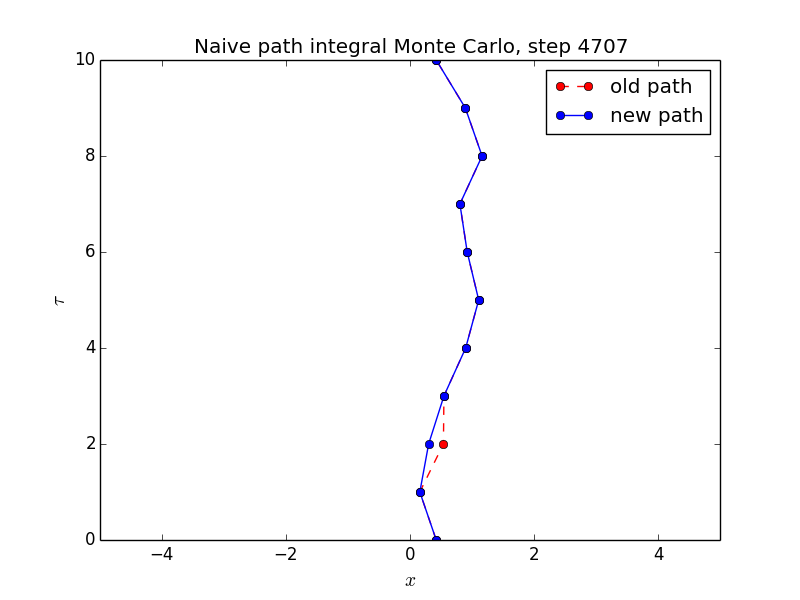 Naive path integral Monte Carlo, step 4707
old path
new path
10
8
6
4
2
0
τ
−4
−2
0
2
4
x